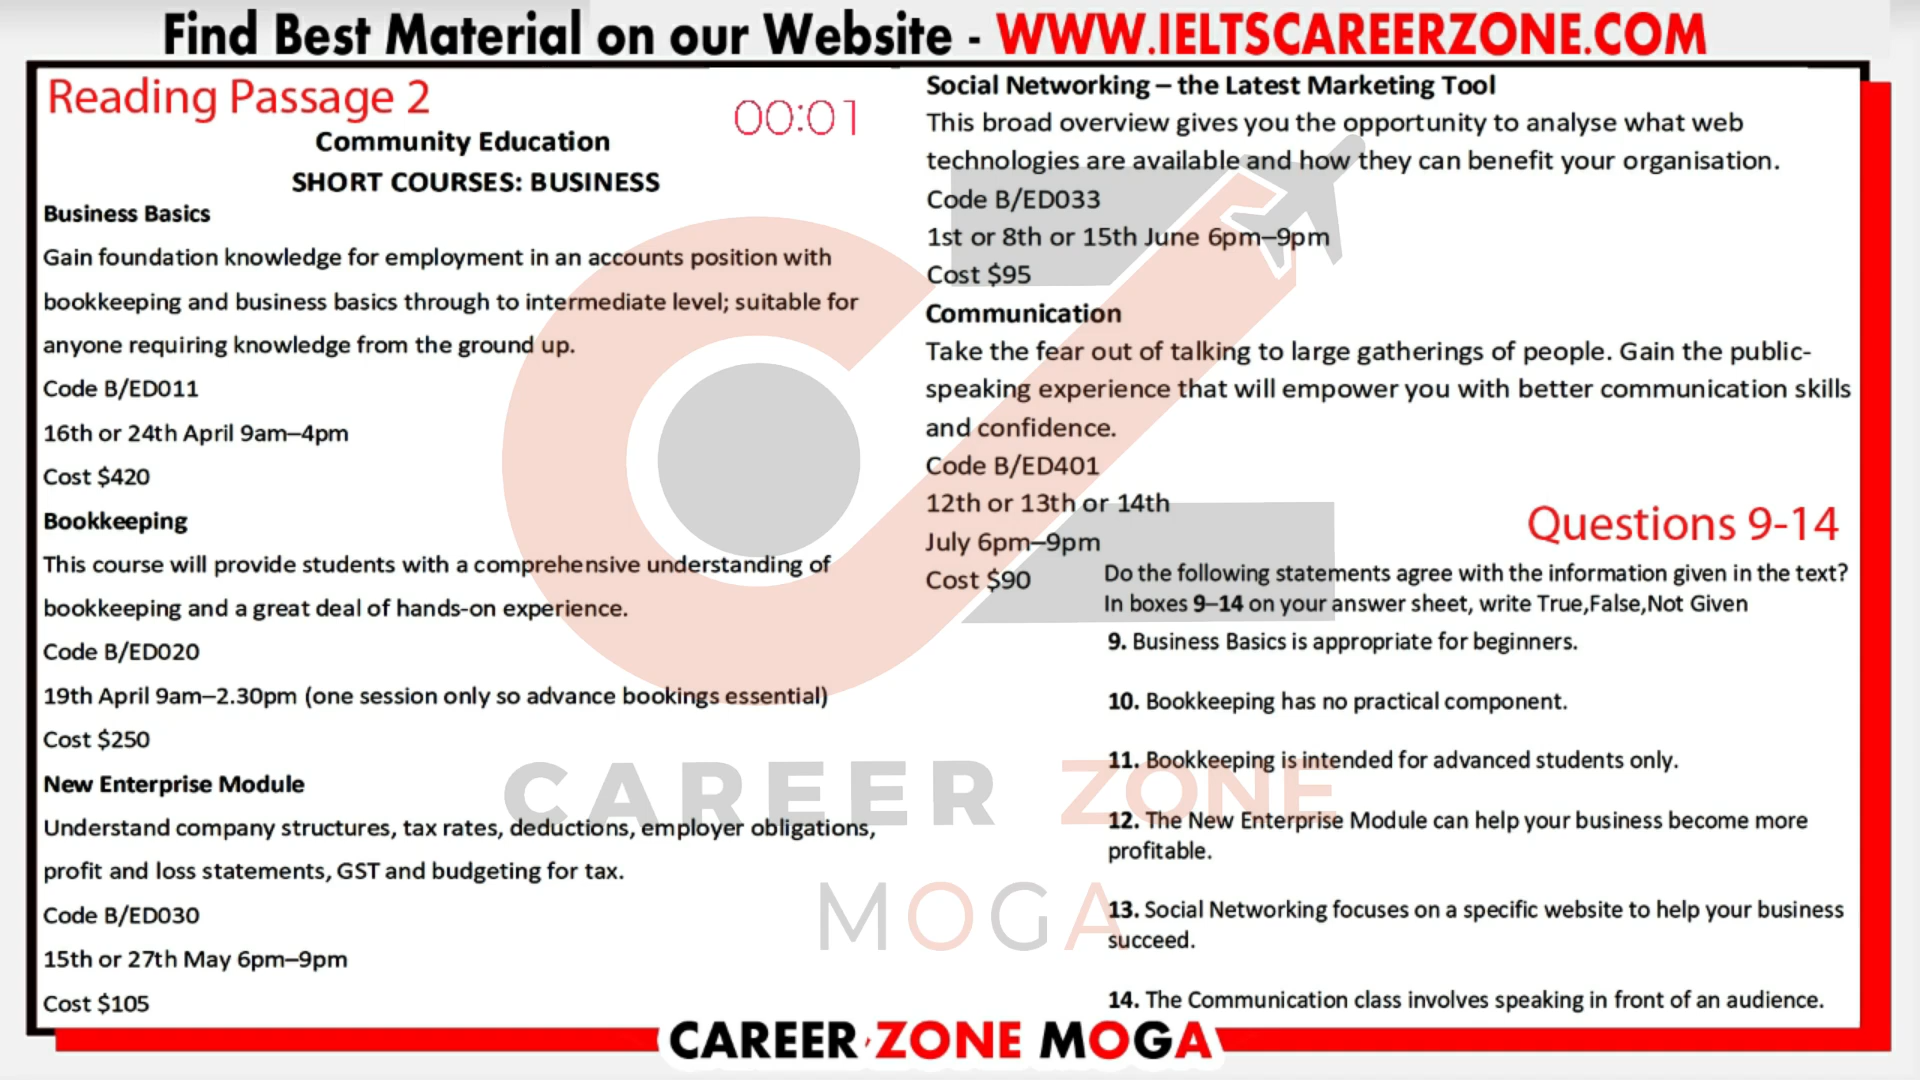 Find Best Material on our Website - WWW.IELTSCAREERZONE.COM
Reading Passage 2
00:01
Community Education
SHORT COURSES: BUSINESS
Business Basics
Gain foundation knowledge for employment in an accounts position with
bookkeeping and business basics through to intermediate level; suitable for
anyone requiring knowledge from the ground up.
Code B/ED011
16th or 24th April 9am–4pm
Cost $420
Bookkeeping
This course will provide students with a comprehensive understanding of
bookkeeping and a great deal of hands-on experience.
Code B/ED020
19th April 9am–2.30pm (one session only so advance bookings essential)
Cost $250
New Enterprise Module
Understand company structures, tax rates, deductions, employer obligations,
profit and loss statements, GST and budgeting for tax.
Code B/ED030
15th or 27th May 6pm–9pm
Cost $105
Social Networking – the Latest Marketing Tool
This broad overview gives you the opportunity to analyse what web
technologies are available and how they can benefit your organisation.
Code B/ED033
1st or 8th or 15th June 6pm–9pm
Cost $95
Communication
Take the fear out of talking to large gatherings of people. Gain the public-
speaking experience that will empower you with better communication skills
and confidence.
Code B/ED401
12th or 13th or 14th
July 6pm–9pm
Cost $90
Questions 9-14
Do the following statements agree with the information given in the text?
In boxes 9–14 on your answer sheet, write True,False,Not Given
9. Business Basics is appropriate for beginners.
10. Bookkeeping has no practical component.
11. Bookkeeping is intended for advanced students only.
12. The New Enterprise Module can help your business become more
profitable.
13. Social Networking focuses on a specific website to help your business
succeed.
14. The Communication class involves speaking in front of an audience.
CAREER ZONE
MOGA
CAREER ZONE MOGA